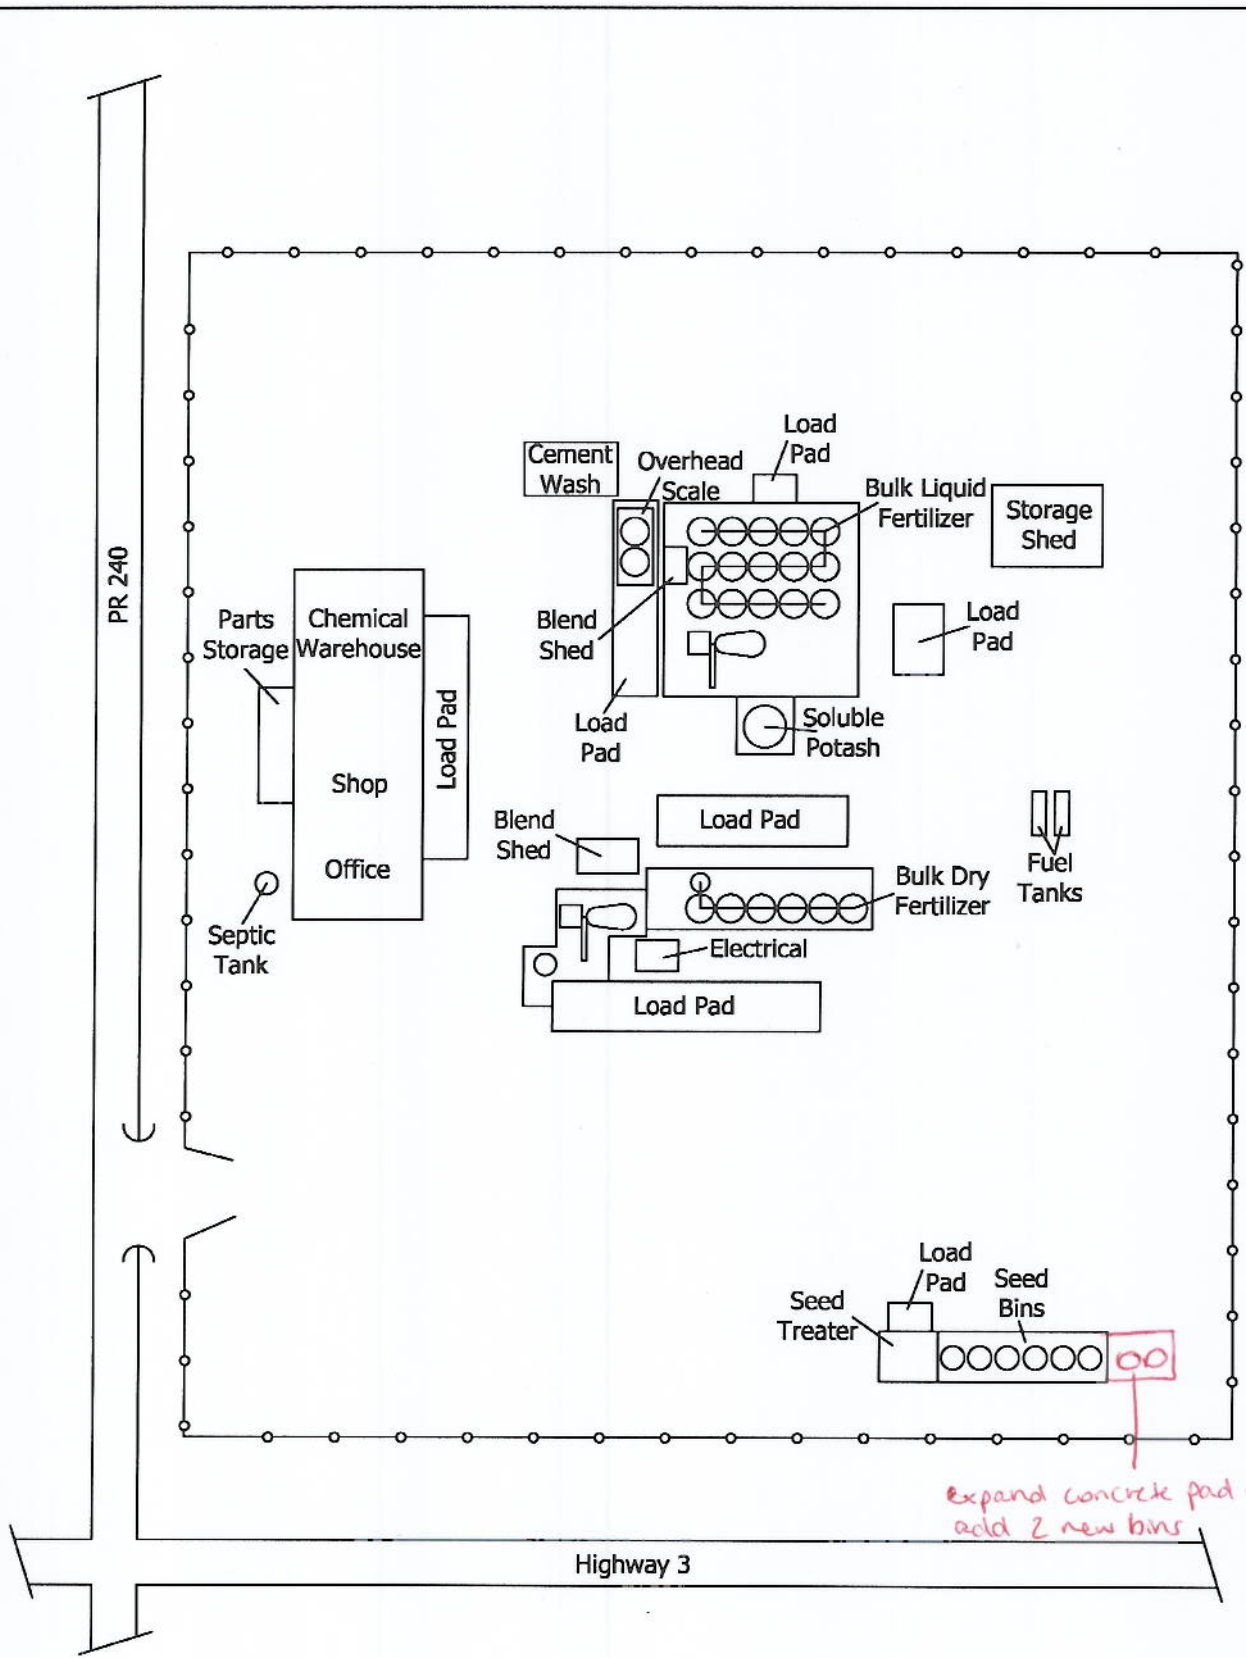 Load
Pad
Cement
Wash
Overhead
Scale
Bulk Liquid
Fertilizer
Storage
Shed
PR 240
Parts
Storage
Chemical
Warehouse
Load Pad
Shop
Office
Blend
Shed
Load
Pad
Load
Pad
Soluble
Potash
Blend
Shed
Load Pad
Fuel
Tanks
Bulk Dry
Fertilizer
Septic
Tank
Electrical
Load Pad
Load
Pad
Seed
Bins
Seed
Treater
expand concrete pad
add 2 new bins
Highway 3